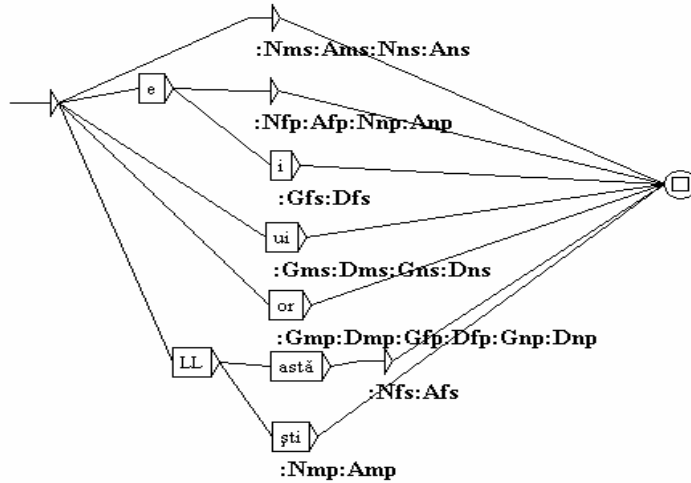 :Nms:Ams:Nns:Ans
e
:Nfp:Afp:Nnp:Anp
i
:Gfs:Dfs
ui
:Gms:Dms:Gns:Dns
or
:Gmp:Dmp:Gfp:Dfp:Gnp:Dnp
LL
astă
:Nfs:Afs
ști
:Nmp:Amp